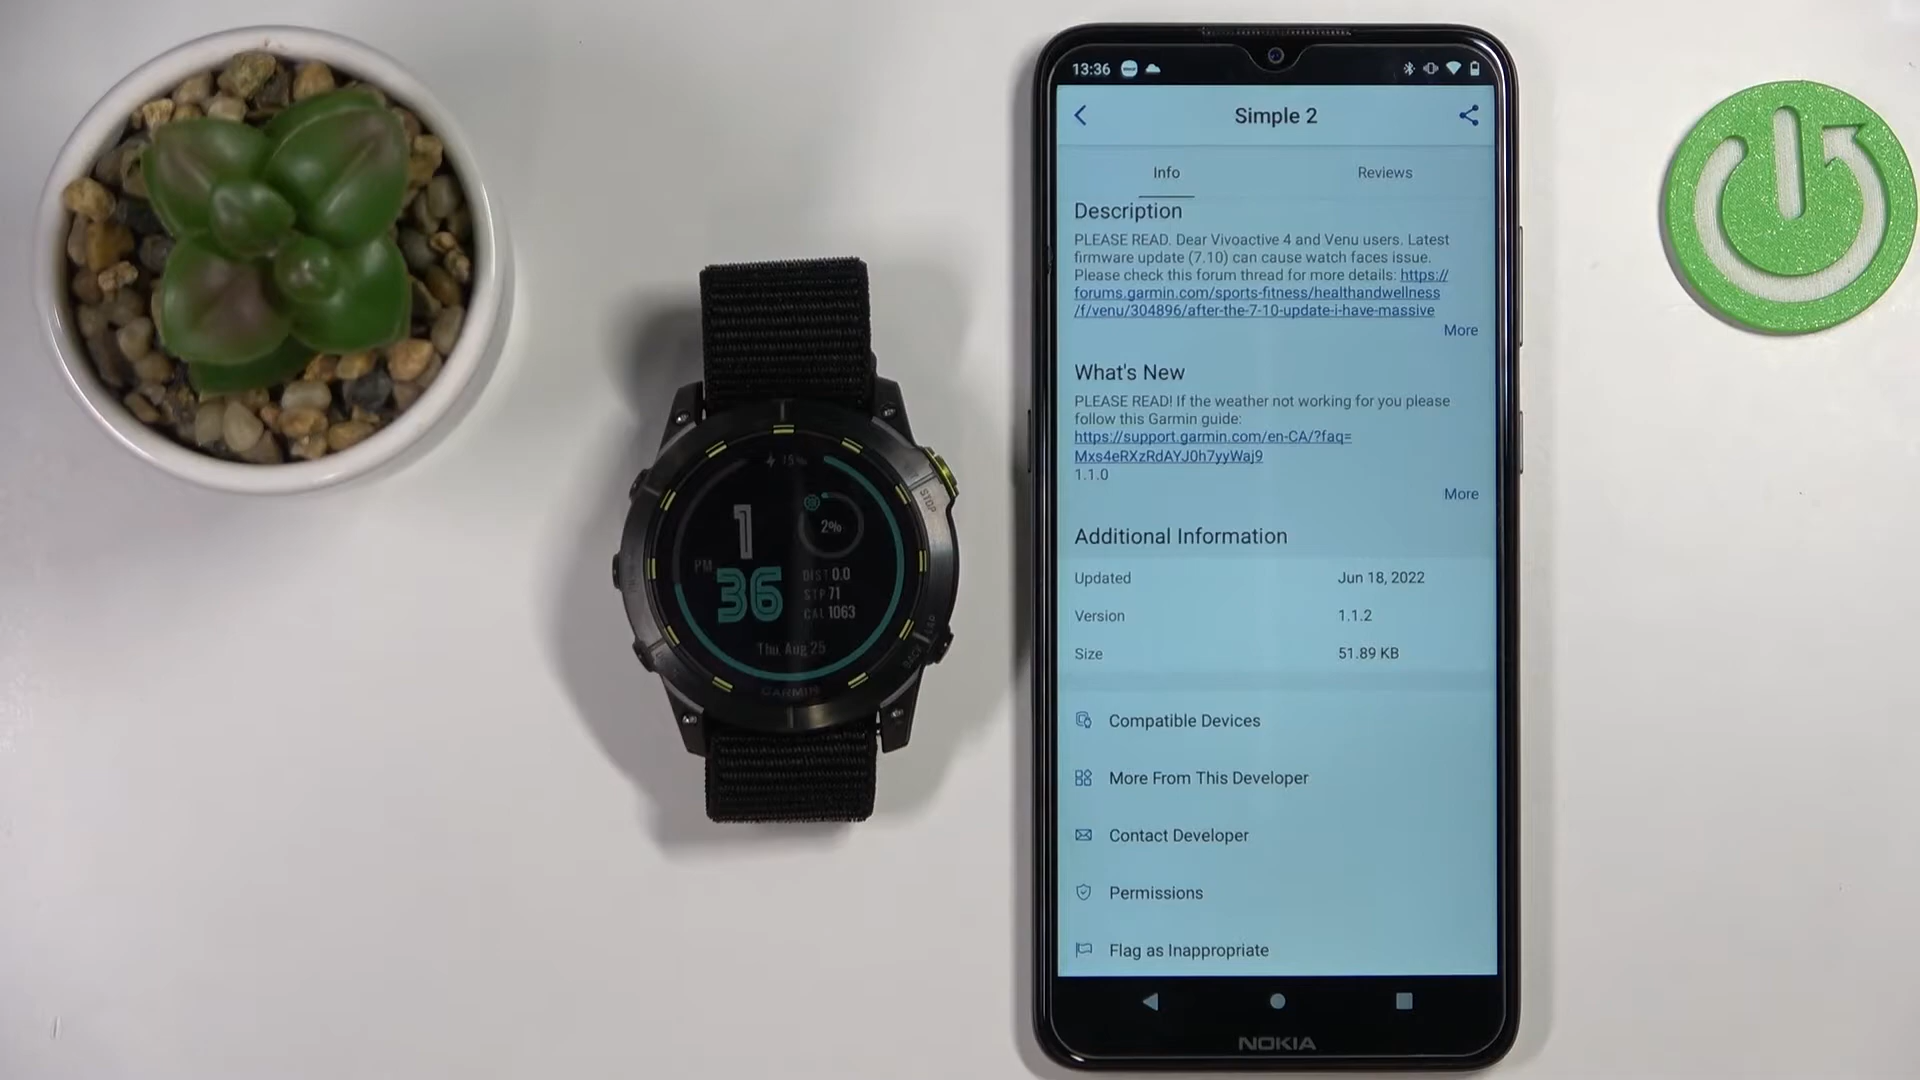 13:36
Simple 2
Info
Reviews
Description
PLEASE READ. Dear Vivoactive 4 and Venu users. Latest
firmware update (7.10) can cause watch faces issue.
Please check this forum thread for more details: https://
forums.garmin.com/sports-fitness/healthandwellness
/f/venu/304896/after-the-7-10-update-i-have-massive
More
What's New
PLEASE READ! If the weather not working for you please
follow this Garmin guide:
https://support.garmin.com/en-CA/?faq=
Mxs4eRXzRdAYJ0h7yyWaj9
1.1.0
More
Additional Information
Updated Jun 18, 2022
Version 1.1.2
Size 51.89 KB
Compatible Devices
More From This Developer
Contact Developer
Permissions
Flag as Inappropriate
NOKIA
15%
2%
1
PM 36
DIST 0.0
STP 71
CAL 1063
Thu, Aug 25
GARMIN
STOP
LAP
BACK